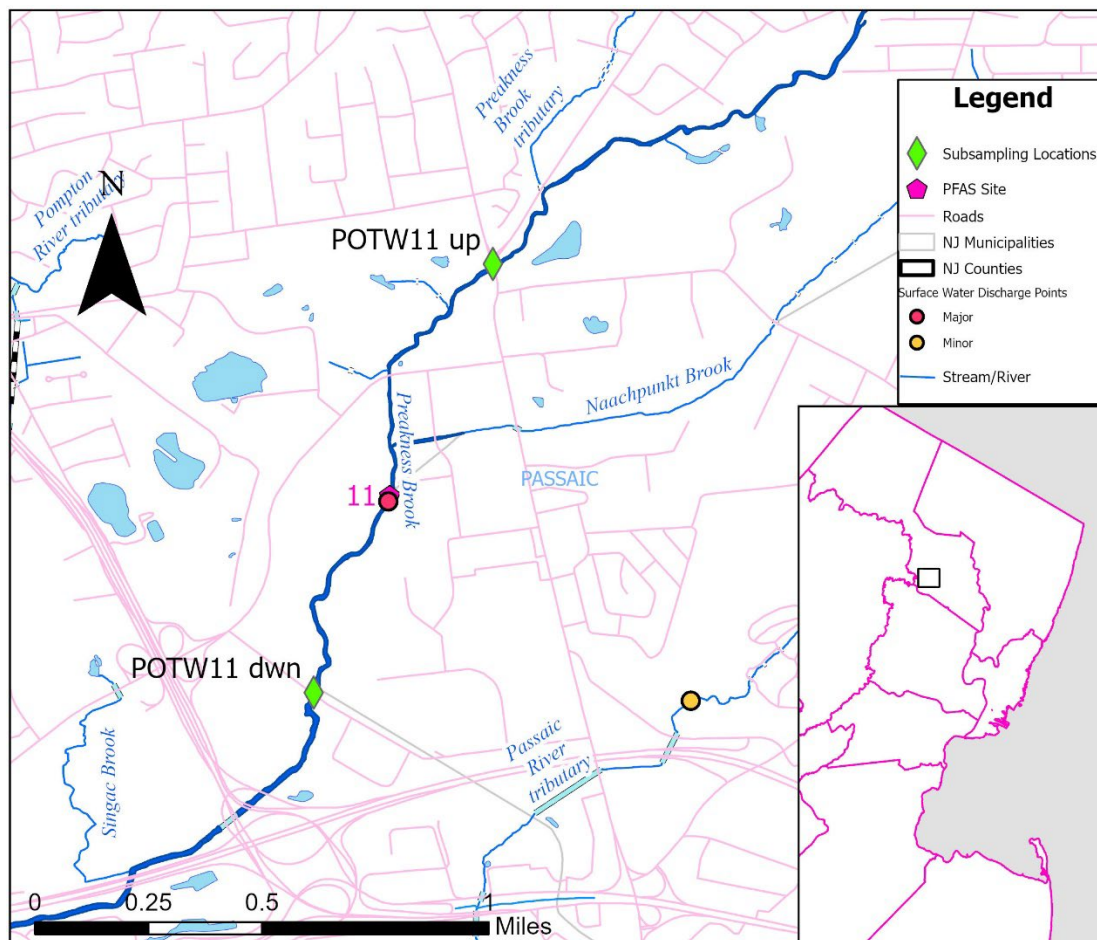 Legend
Subsampling Locations
PFAS Site
Roads
NJ Municipalities
NJ Counties
Surface Water Discharge Points
Major
Minor
Stream/River
Preakness
Brook
tributary
Pompton
River tributary
N
POTW11 up
Naachpunkt Brook
Preakness Brook
PASSAIC
11
POTW11 dwn
Passaic
River
tributary
Singac Brook
0 0.25 0.5 1
Miles